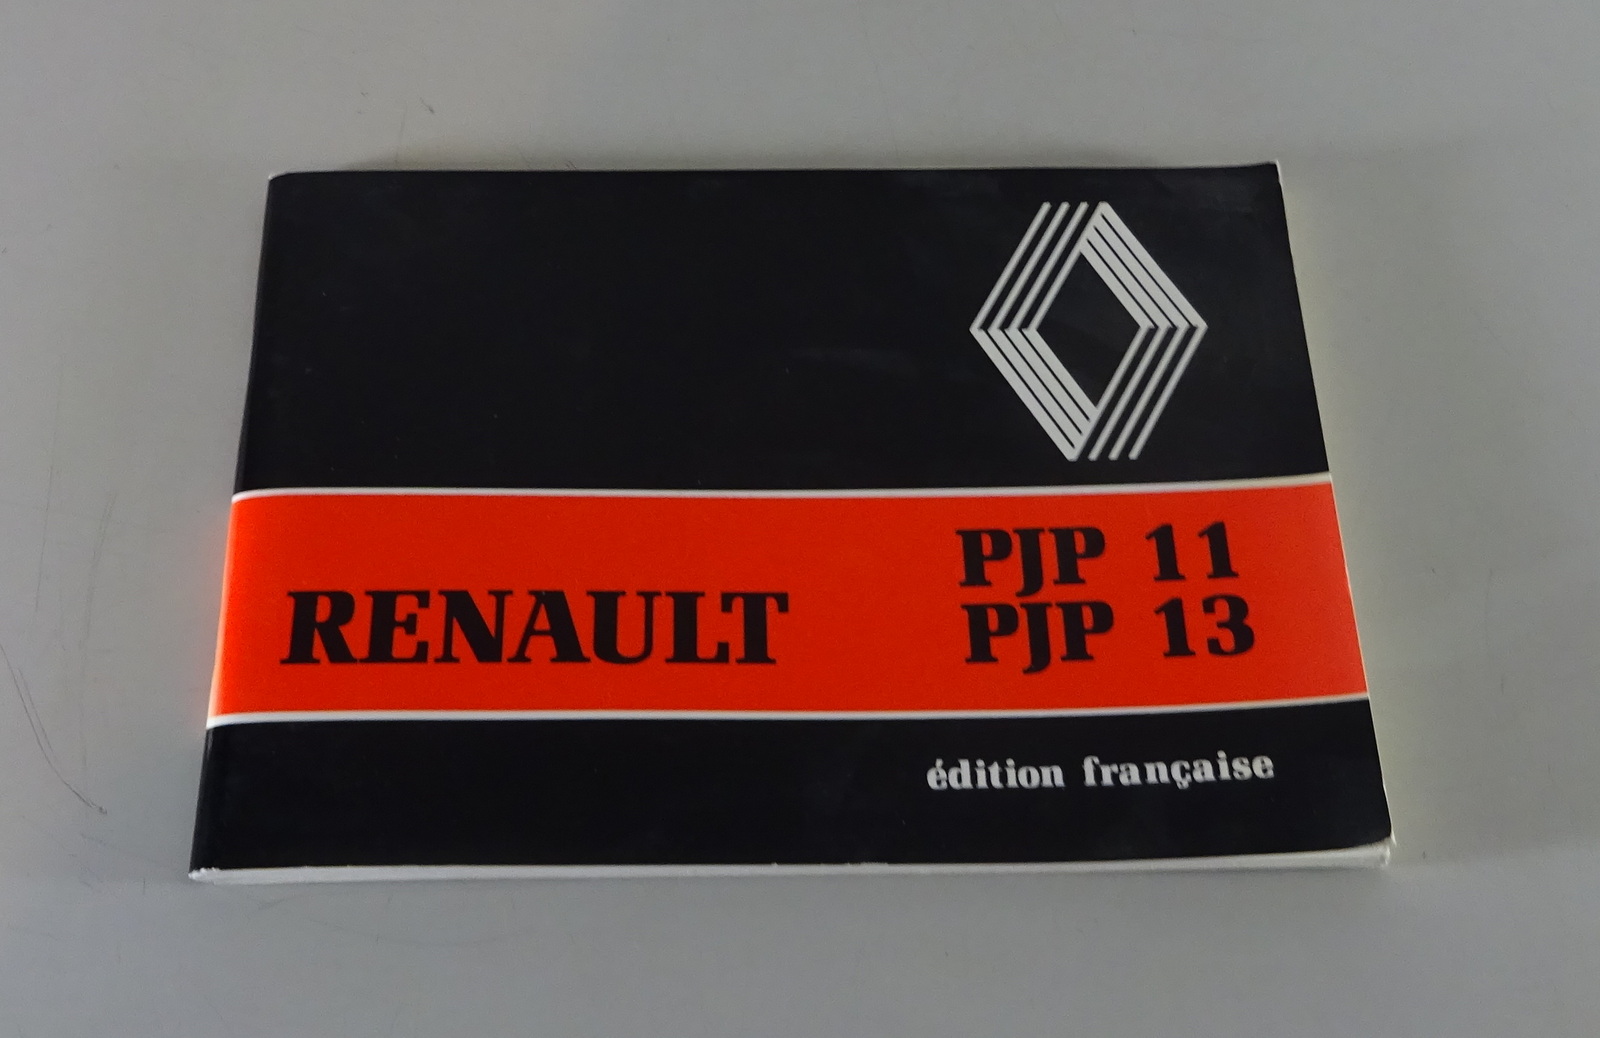 RENAULT
PJP 11
PJP 13
édition française